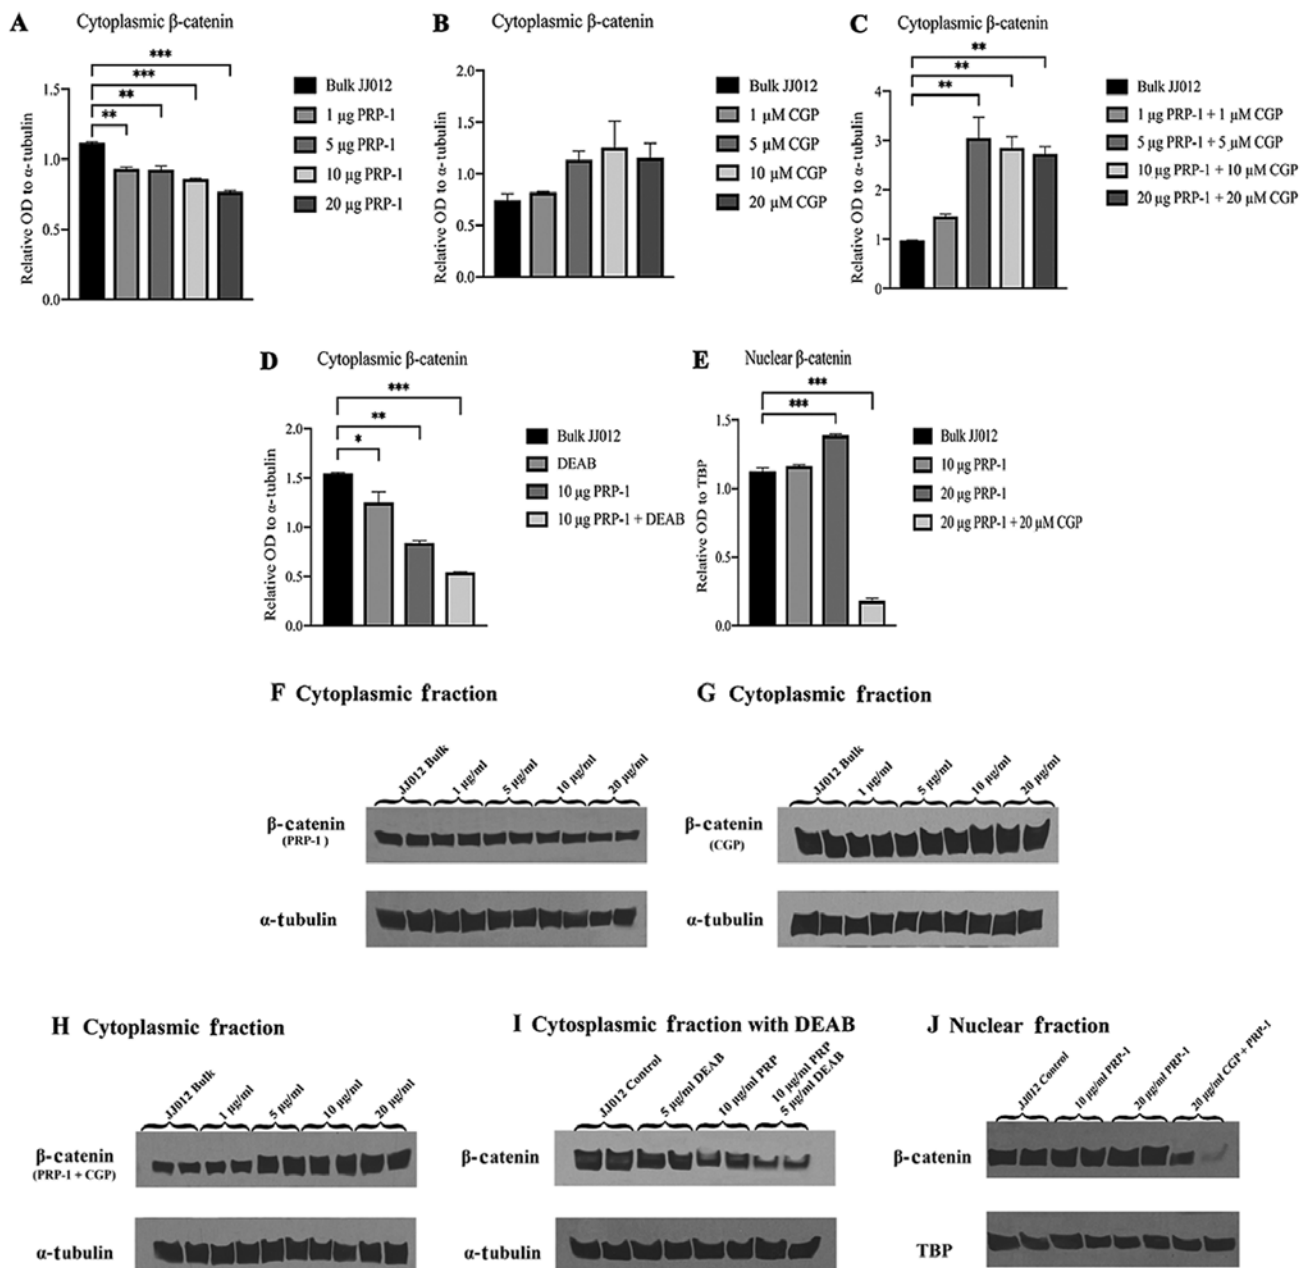 A Cytoplasmic β-catenin
Relative OD to α- tubulin
1.5
1.0
0.5
0.0
***
***
**
**
Bulk JJ012
1 µg PRP-1
5 µg PRP-1
10 µg PRP-1
20 µg PRP-1
B Cytoplasmic β-catenin
Relative OD to α-tubulin
2.0
1.5
1.0
0.5
0.0
Bulk JJ012
1 µM CGP
5 µM CGP
10 µM CGP
20 µM CGP
C Cytoplasmic β-catenin
Relative OD to α-tubulin
4
3
2
1
0
**
**
**
Bulk JJ012
1 µg PRP-1 + 1 µM CGP
5 µg PRP-1 + 5 µM CGP
10 µg PRP-1 + 10 µM CGP
20 µg PRP-1 + 20 µM CGP
D Cytoplasmic β-catenin
Relative OD to α-tubulin
2.0
1.5
1.0
0.5
0.0
***
**
*
Bulk JJ012
DEAB
10 µg PRP-1
10 µg PRP-1 + DEAB
E Nuclear β-catenin
Relative OD to TBP
1.5
1.0
0.5
0.0
***
***
Bulk JJ012
10 µg PRP-1
20 µg PRP-1
20 µg PRP-1 + 20 µM CGP
F Cytoplasmic fraction
JJ012 Bulk
1 µg/ml
5 µg/ml
10 µg/ml
20 µg/ml
β-catenin
(PRP-1 )
α-tubulin
G Cytoplasmic fraction
JJ012 Bulk
1 µg/ml
5 µg/ml
10 µg/ml
20 µg/ml
β-catenin
(CGP)
α-tubulin
H Cytoplasmic fraction
JJ012 Bulk
1 µg/ml
5 µg/ml
10 µg/ml
20 µg/ml
β-catenin
(PRP-1 + CGP)
α-tubulin
I Cytosplasmic fraction with DEAB
JJ012 Control
5 µg/ml DEAB
10 µg/ml PRP
10 µg/ml PRP
5 µg/ml DEAB
β-catenin
α-tubulin
J Nuclear fraction
JJ012 Control
10 µg/ml PRP-1
20 µg/ml PRP-1
20 µg/ml CGP + PRP-1
β-catenin
TBP